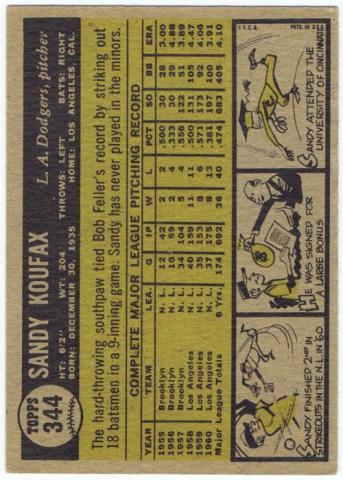 TOPPS
344
SANDY KOUFAX L. A. Dodgers, pitcher
HT: 6'2" WT: 204 THROWS: LEFT BATS: RIGHT
BORN: DECEMBER 30, 1935 HOME: LOS ANGELES, CAL.
The hard-throwing southpaw tied Bob Feller's record by striking out
18 batsmen in a 9-inning game. Sandy has never played in the minors.
COMPLETE MAJOR LEAGUE PITCHING RECORD
YEAR TEAM LEA. G IP W L PCT SO BB ERA
1955 Brooklyn N. L. 12 42 2 2 .500 30 28 3.00
1956 Brooklyn N. L. 16 59 2 4 .333 30 29 4.88
1957 Brooklyn N. L. 34 104 5 4 .556 122 51 3.89
1958 Los Angeles N. L. 40 159 11 11 .500 131 105 4.47
1959 Los Angeles N. L. 35 153 8 6 .571 173 92 4.06
1960 Los Angeles N. L. 37 175 8 13 .381 197 100 3.91
Major League Totals 6 Yrs. 174 692 36 40 .474 683 405 4.10
SANDY FINISHED 2ND IN
STRIKEOUTS IN THE N.L. IN '60
HE WAS SIGNED FOR
A LARGE BONUS
SANDY ATTENDED THE
UNIVERSITY OF CINCINNATI
© T. C. G. PRTD. IN U.S.A.